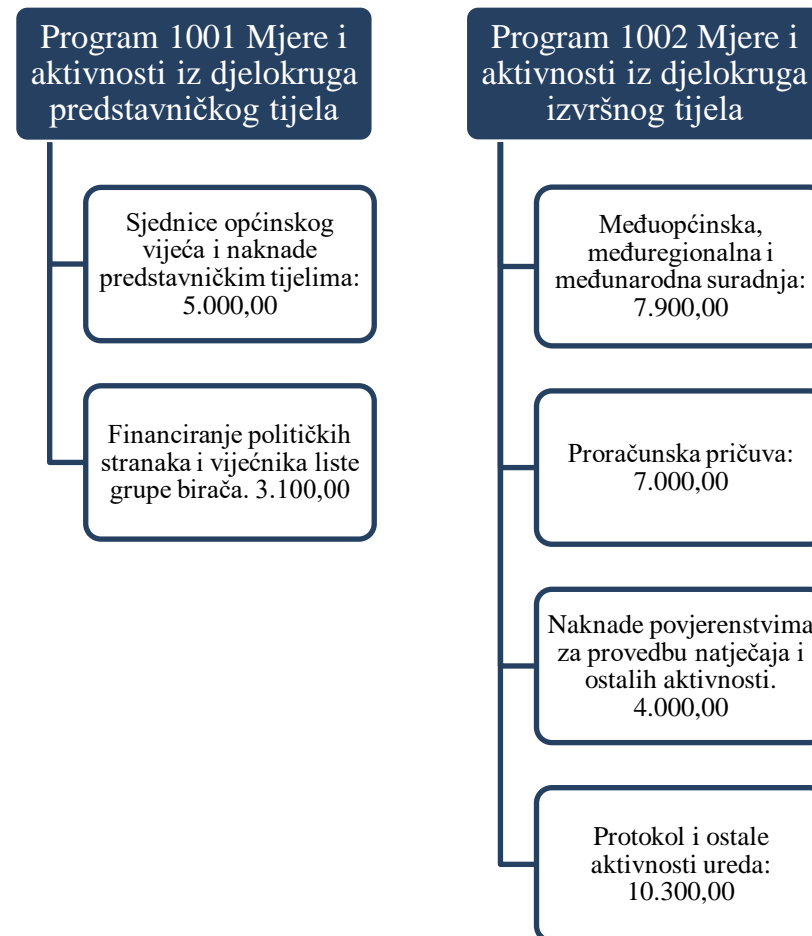 Program 1001 Mjere i
aktivnosti iz djelokruga
predstavničkog tijela
Sjednice općinskog
vijeća i naknade
predstavničkim tijelima:
5.000,00
Financiranje političkih
stranaka i vijećnika liste
grupe birača. 3.100,00
Program 1002 Mjere i
aktivnosti iz djelokruga
izvršnog tijela
Međuopćinska,
međuregionalna i
međunarodna suradnja:
7.900,00
Proračunska pričuva:
7.000,00
Naknade povjerenstvima
za provedbu natječaja i
ostalih aktivnosti.
4.000,00
Protokol i ostale
aktivnosti ureda:
10.300,00